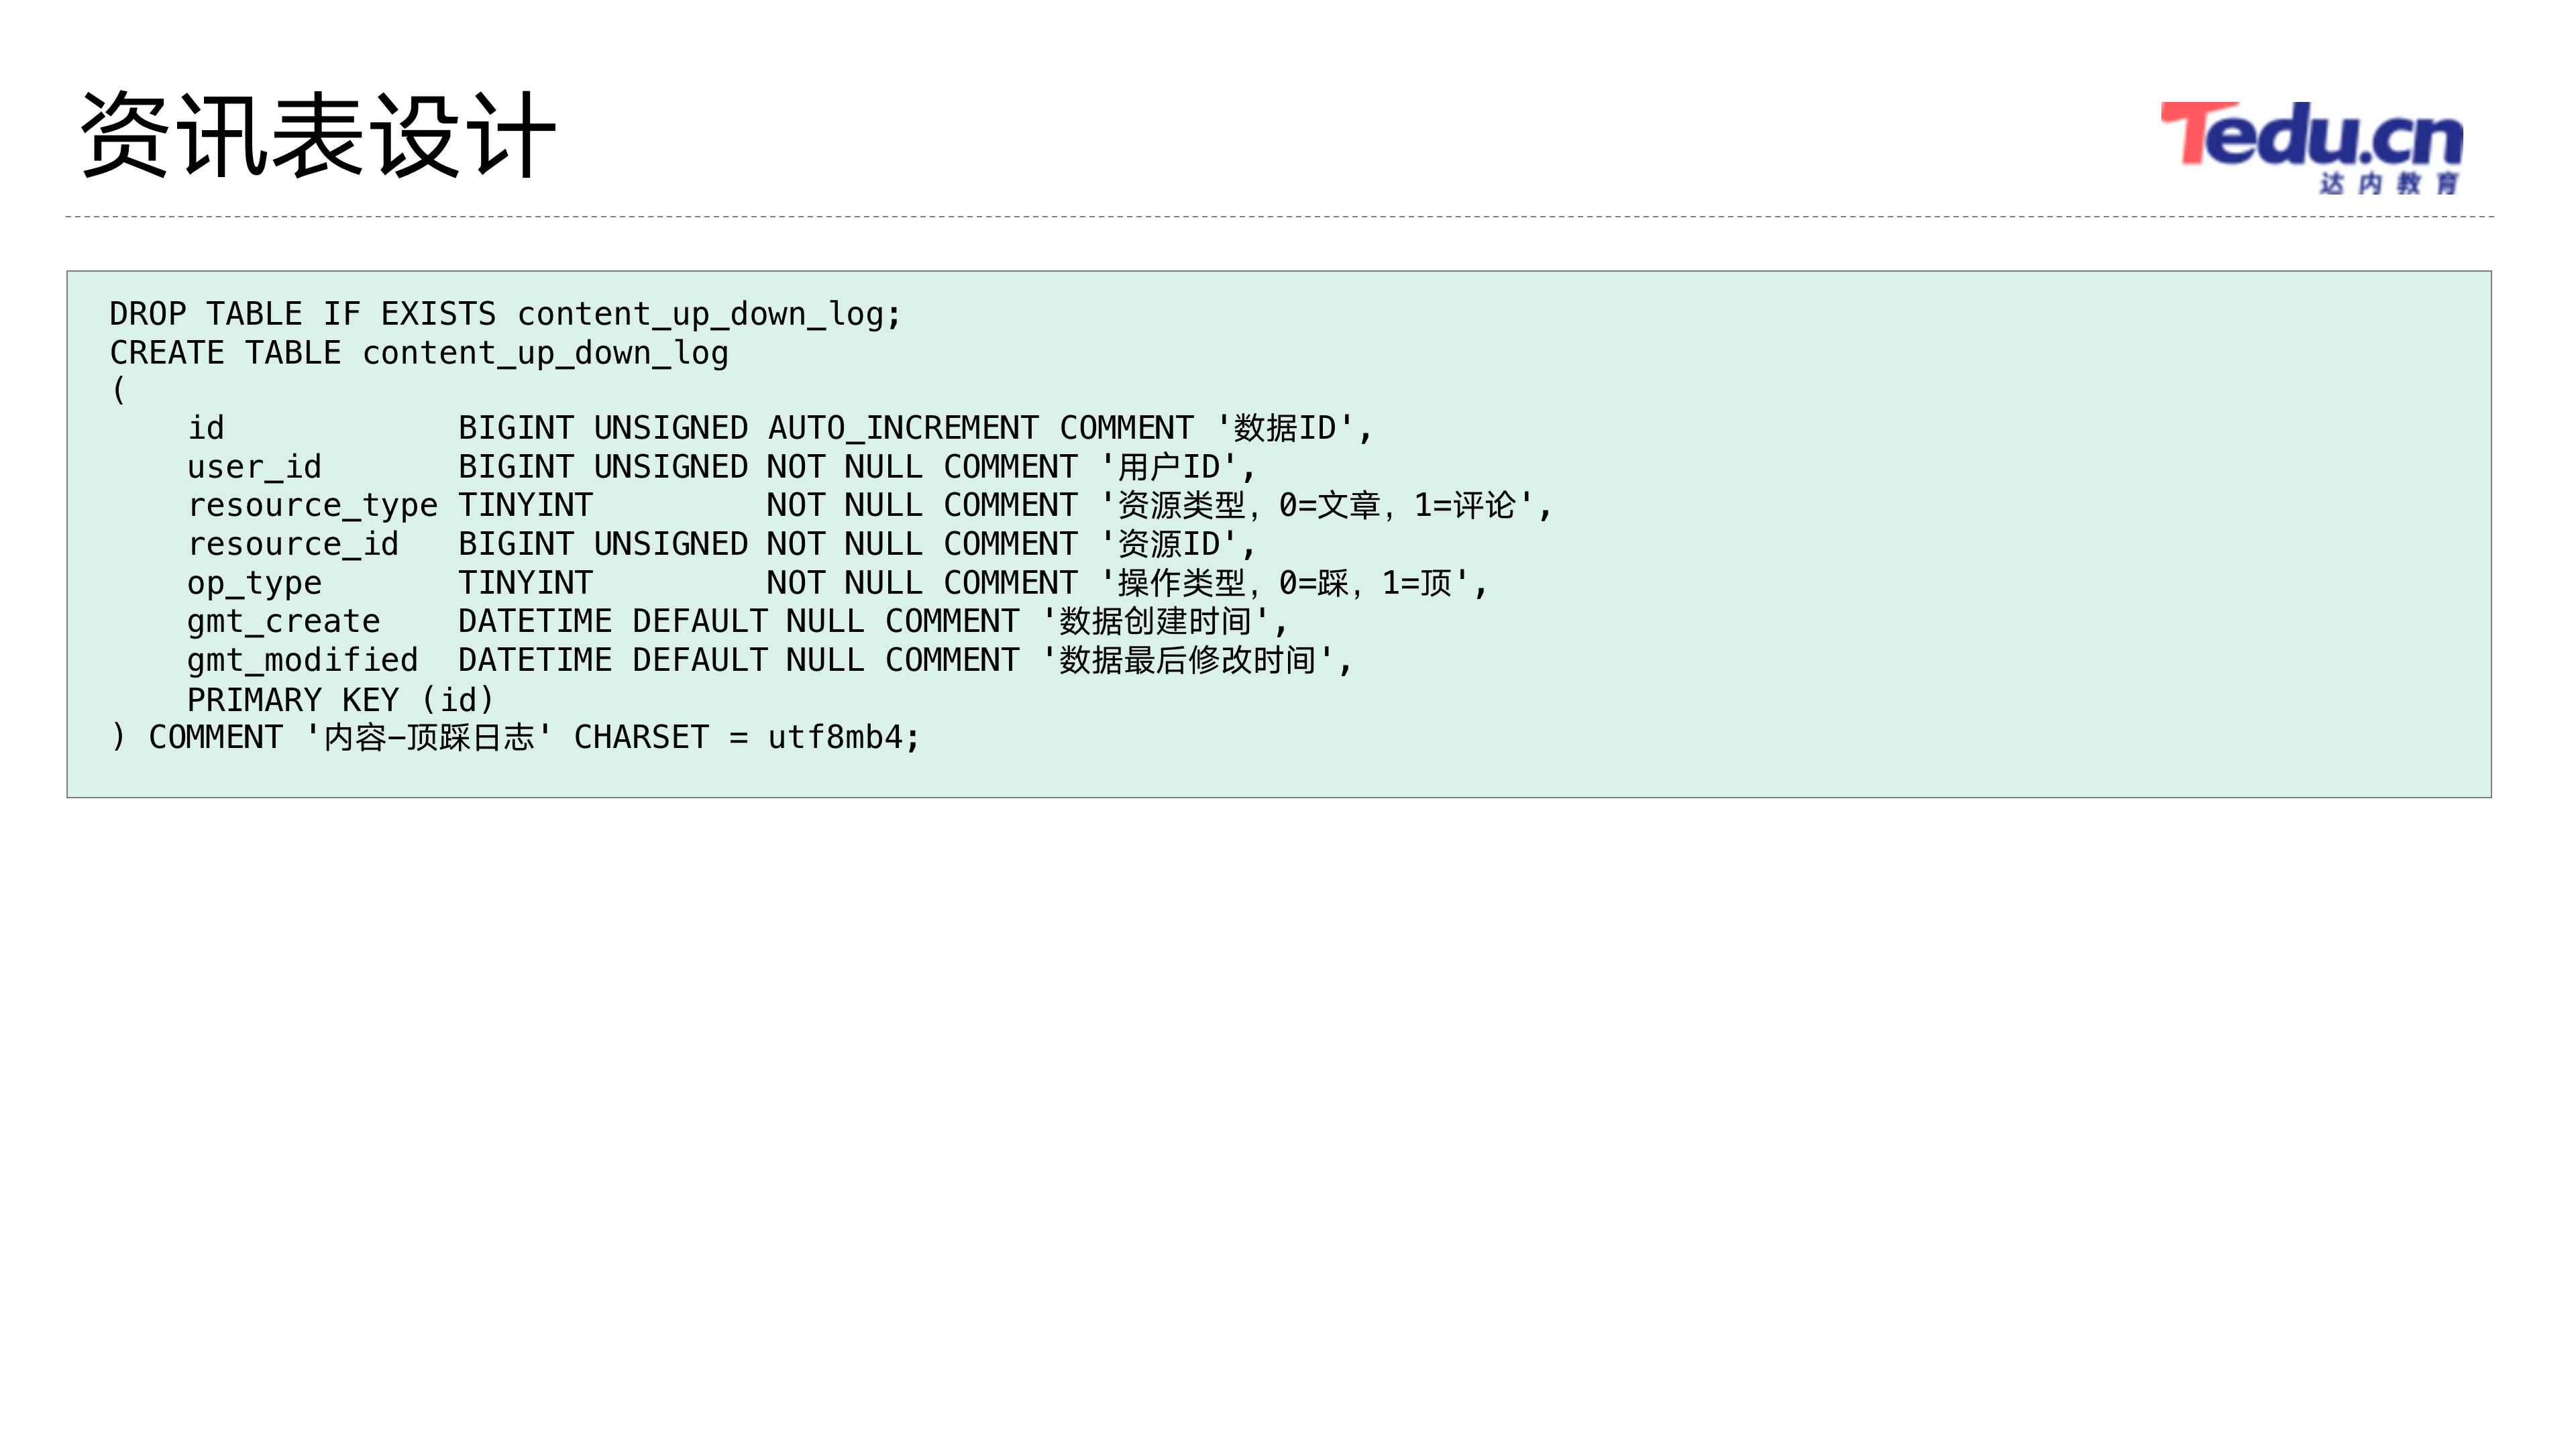 资讯表设计
Tedu.cn
达内教育
DROP TABLE IF EXISTS content_up_down_log;
CREATE TABLE content_up_down_log
(
    id            BIGINT UNSIGNED AUTO_INCREMENT COMMENT '数据ID',
    user_id       BIGINT UNSIGNED NOT NULL COMMENT '用户ID',
    resource_type TINYINT         NOT NULL COMMENT '资源类型，0=文章，1=评论',
    resource_id   BIGINT UNSIGNED NOT NULL COMMENT '资源ID',
    op_type       TINYINT         NOT NULL COMMENT '操作类型，0=踩，1=顶',
    gmt_create    DATETIME DEFAULT NULL COMMENT '数据创建时间',
    gmt_modified  DATETIME DEFAULT NULL COMMENT '数据最后修改时间',
    PRIMARY KEY (id)
) COMMENT '内容-顶踩日志' CHARSET = utf8mb4;